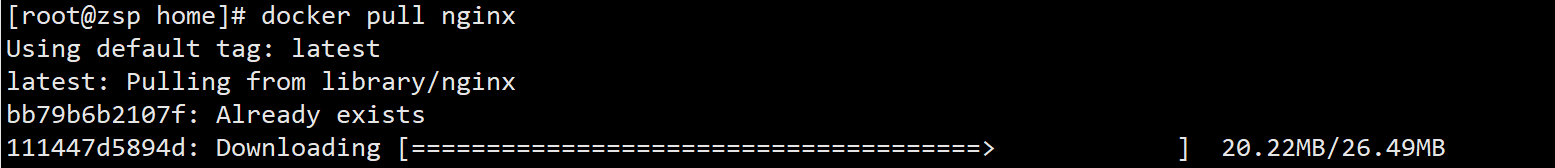 [root@zsp home]# docker pull nginx
Using default tag: latest
latest: Pulling from library/nginx
bb79b6b2107f: Already exists
111447d5894d: Downloading [======================================>            ]  20.22MB/26.49MB